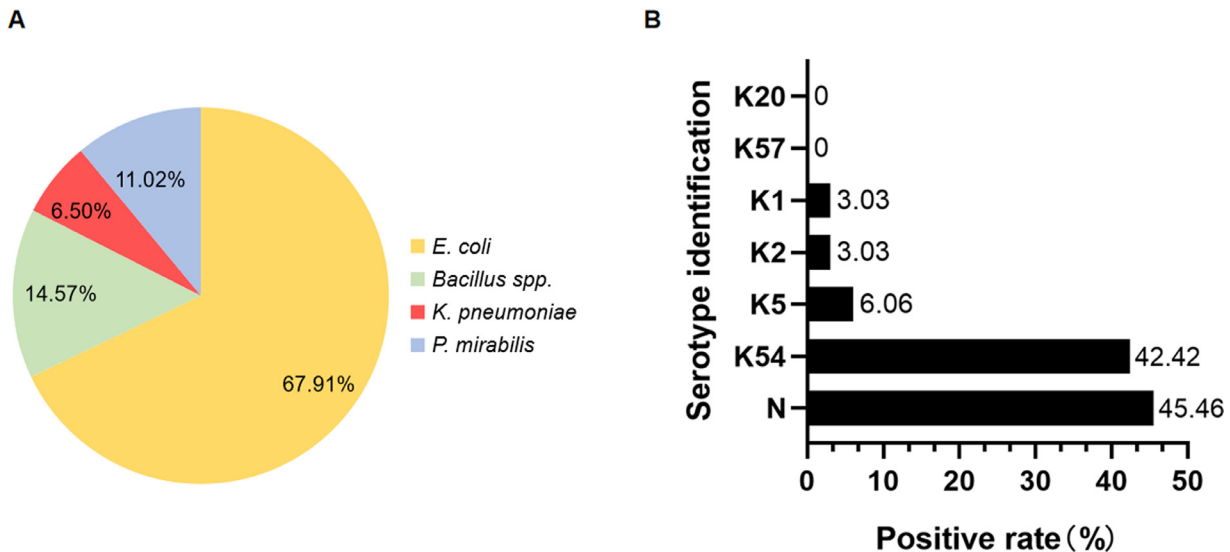 A
11.02%
6.50%
14.57%
67.91%
E. coli
Bacillus spp.
K. pneumoniae
P. mirabilis
B
Serotype identification
K20 0
K57 0
K1 3.03
K2 3.03
K5 6.06
K54 42.42
N 45.46
0 10 20 30 40 50
Positive rate(%)